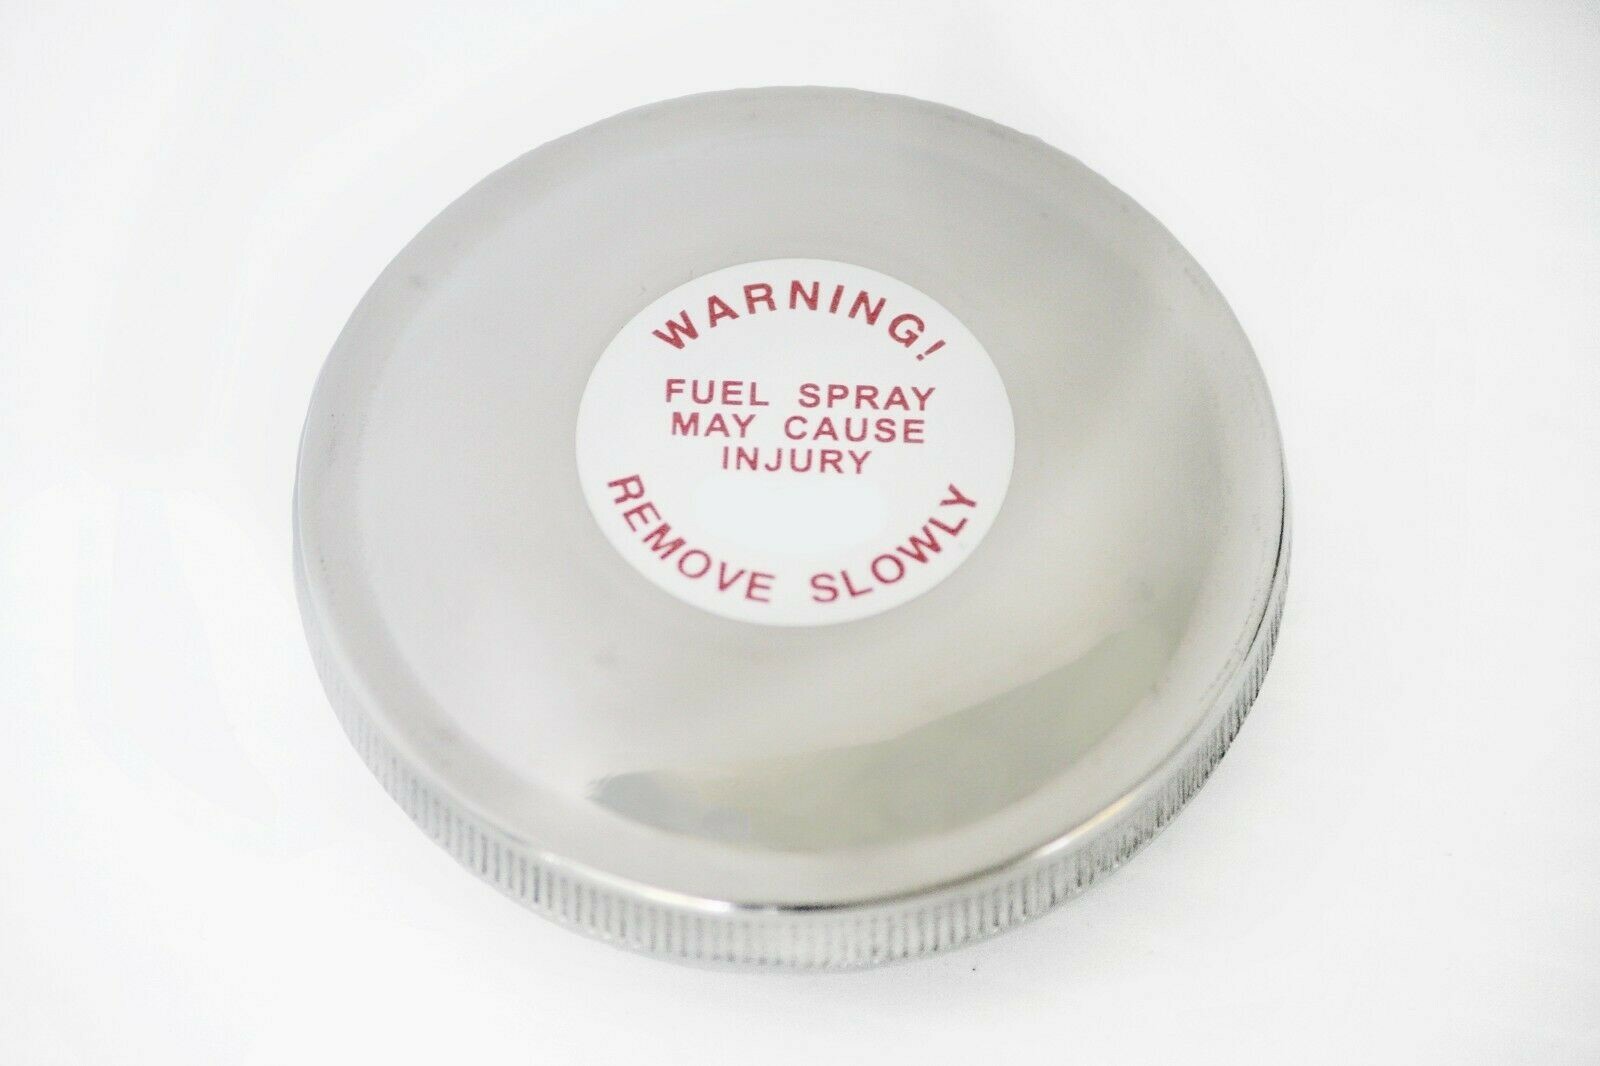 WARNING!
FUEL SPRAY
MAY CAUSE
INJURY
REMOVE SLOWLY